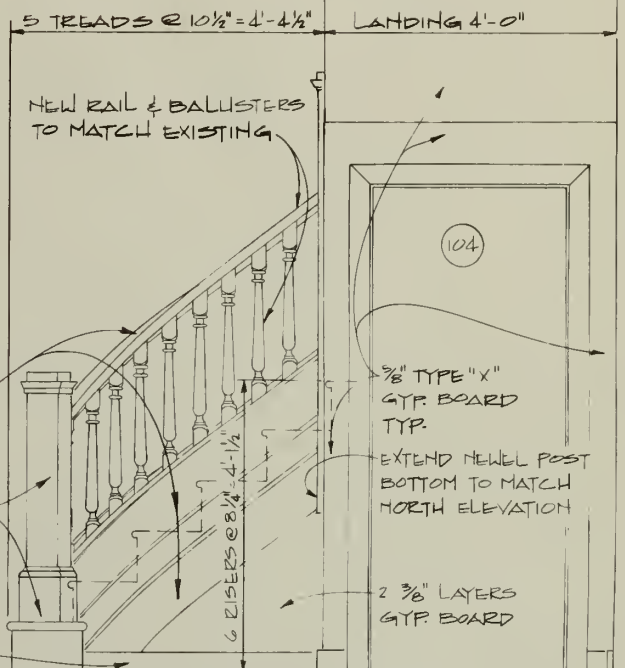 5 TREADS @ 10½" = 4'-4½"
LANDING 4'-0"
NEW RAIL & BALLISTERS
TO MATCH EXISTING
104
⅝" TYPE "X"
GYP. BOARD
TYP.
EXTEND NEWEL POST
BOTTOM TO MATCH
NORTH ELEVATION
6 RISERS @ 8¼" = 4'-1½"
2 ⅜" LAYERS
GYP. BOARD